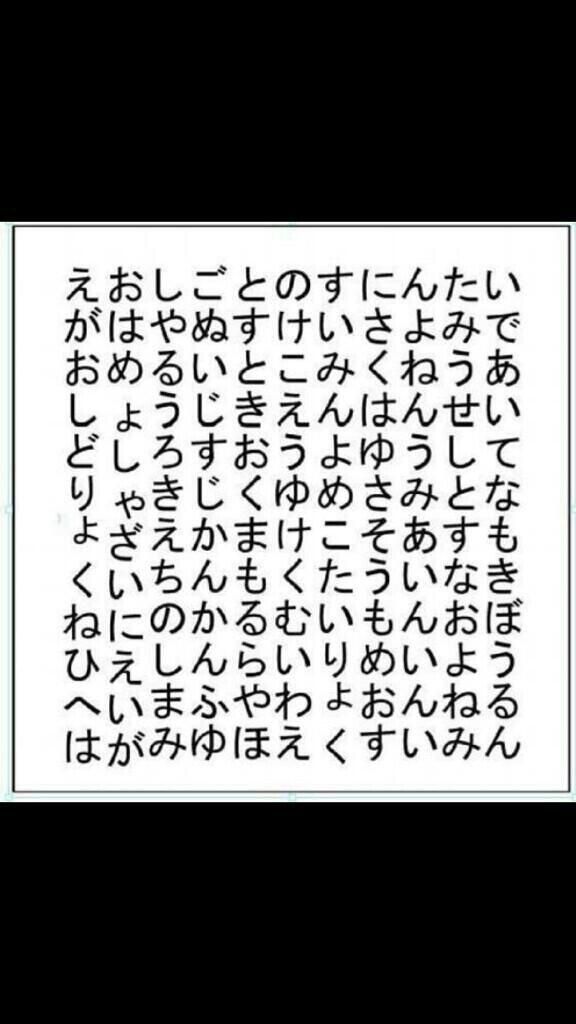 えおしごとのすにんたい
がはやぬすけいさよみで
おめるいとこみくねうあ
しょうじきえんはんせい
どしろすおうよゆうして
りゃきじくゆめさみとな
ょざえかまけこそあすも
くいちんもくたういなき
ねにのかるむいもんおぼ
ひえしんらいりめいよう
へいまふやわょおんねる
はがみゆほえくすいみん